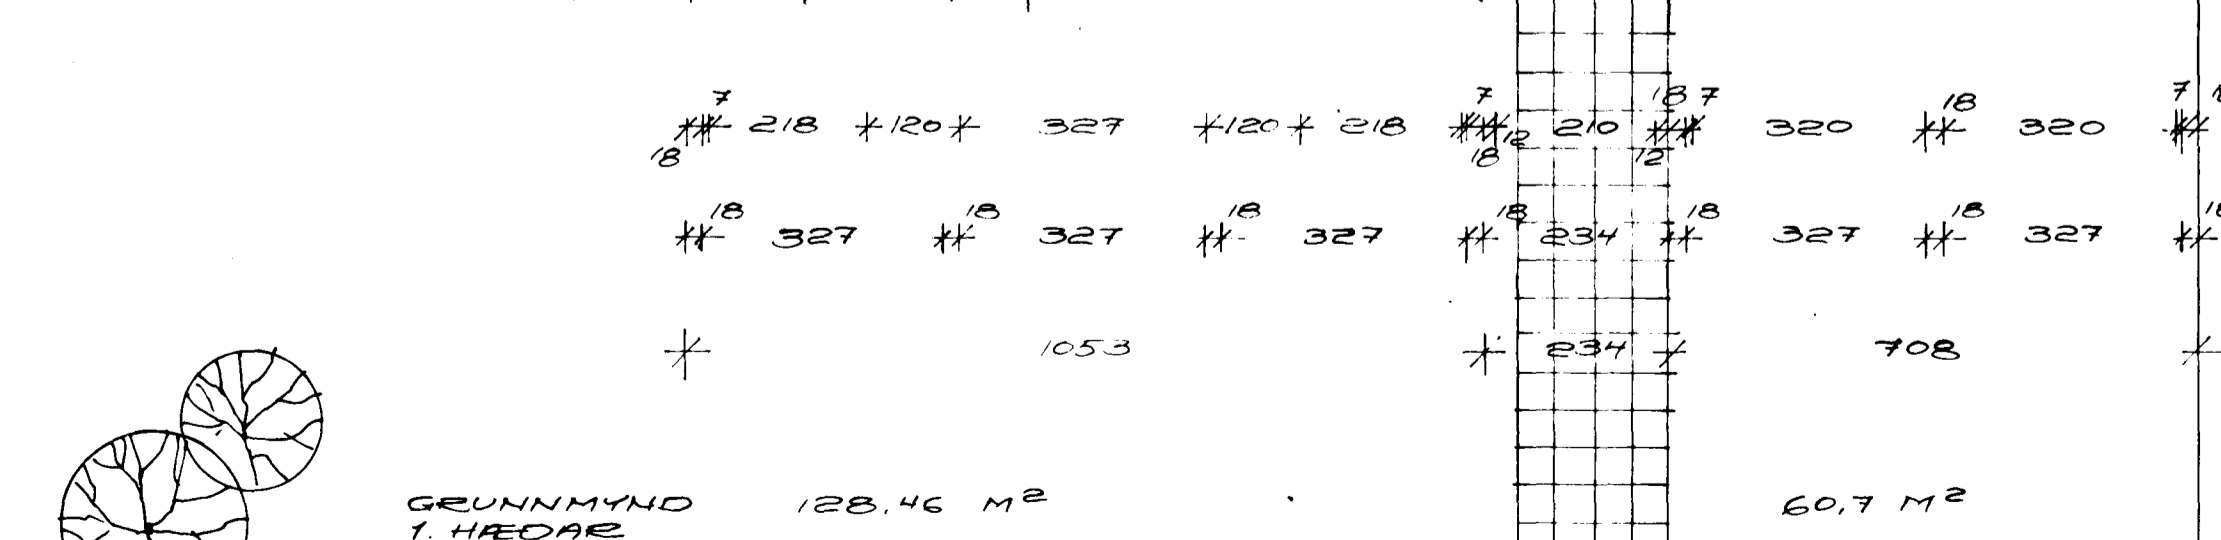 7 7 18 7 18 7
218 120 327 120 218 12 210 320 320
18 18 12
18 18 18 18 18 18
327 327 327 234 327 327
1053 234 708
GRUNNMYND 128.46 M² 60,7 M²
1. HÆÐAR